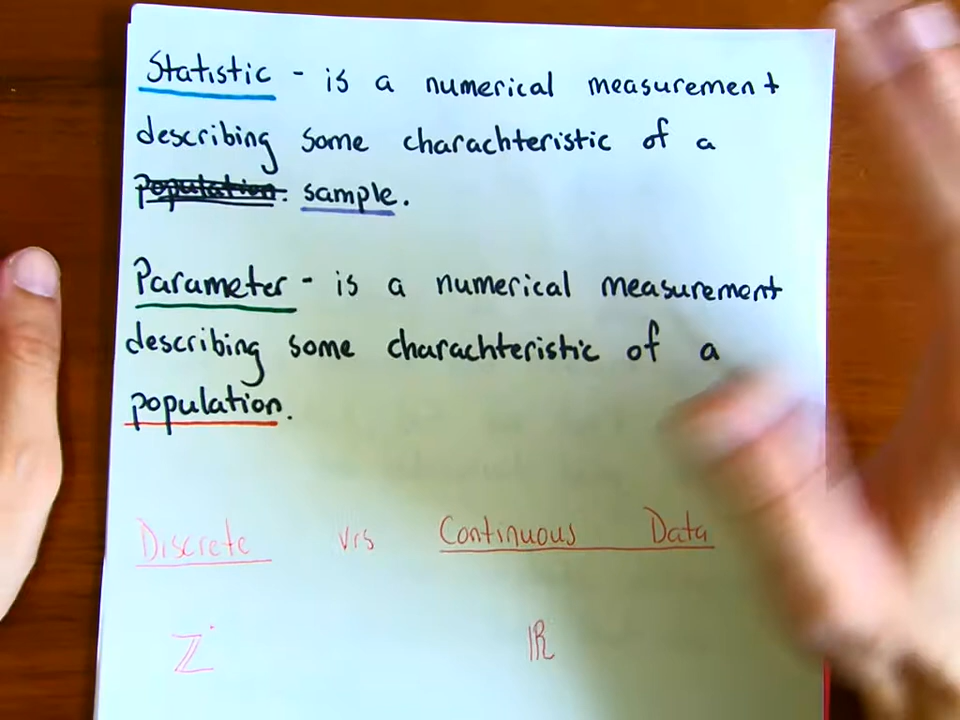 Statistic - is a numerical measurement
describing some charachteristic of a
population. sample.
Parameter - is a numerical measurement
describing some charachteristic of a
population.
Discrete vrs Continuous Data
ℤ ℝ